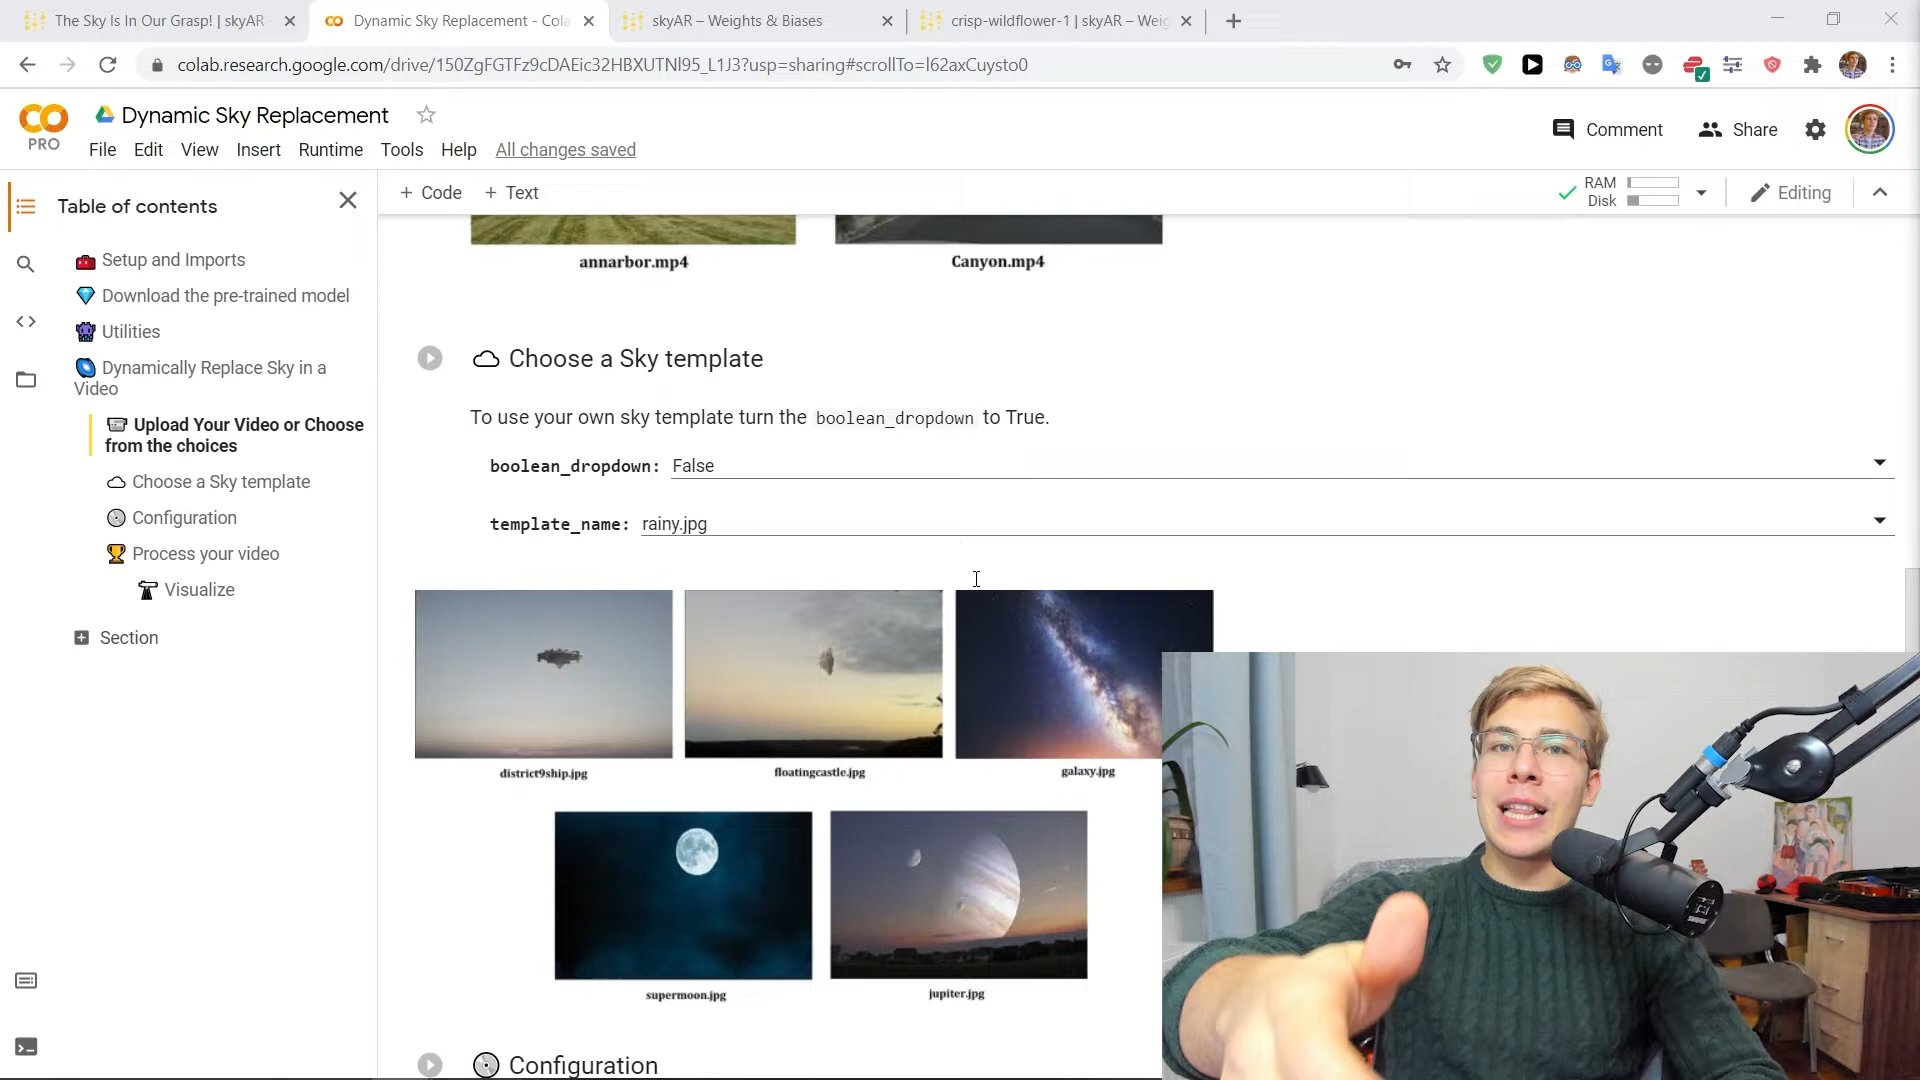 The Sky Is In Our Grasp! | skyAR
Dynamic Sky Replacement - Cola
skyAR – Weights & Biases
crisp-wildflower-1 | skyAR – Weig
colab.research.google.com/drive/150ZgFGTFz9cDAEic32HBXUTNl95_L1J3?usp=sharing#scrollTo=l62axCuysto0
PRO
Dynamic Sky Replacement
File Edit View Insert Runtime Tools Help All changes saved
Comment Share
Table of contents
Setup and Imports
Download the pre-trained model
Utilities
Dynamically Replace Sky in a
Video
Upload Your Video or Choose
from the choices
Choose a Sky template
Configuration
Process your video
Visualize
Section
+ Code + Text
RAM
Disk
Editing
annarbor.mp4
Canyon.mp4
Choose a Sky template
To use your own sky template turn the boolean_dropdown to True.
boolean_dropdown: False
template_name: rainy.jpg
district9ship.jpg
floatingcastle.jpg
galaxy.jpg
supermoon.jpg
jupiter.jpg
Configuration
SHURE